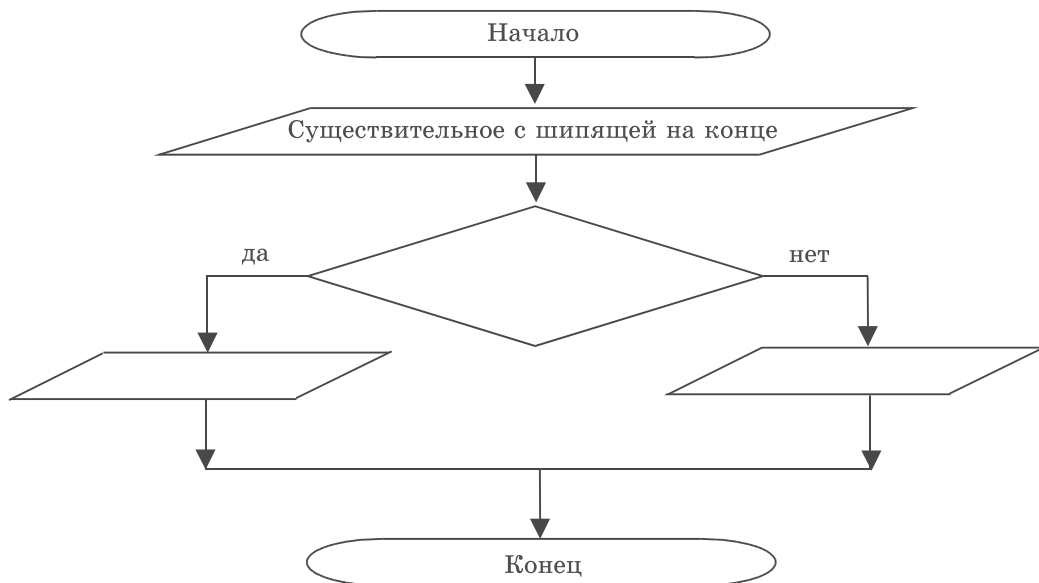 Начало
Существительное с шипящей на конце
да
нет
Конец